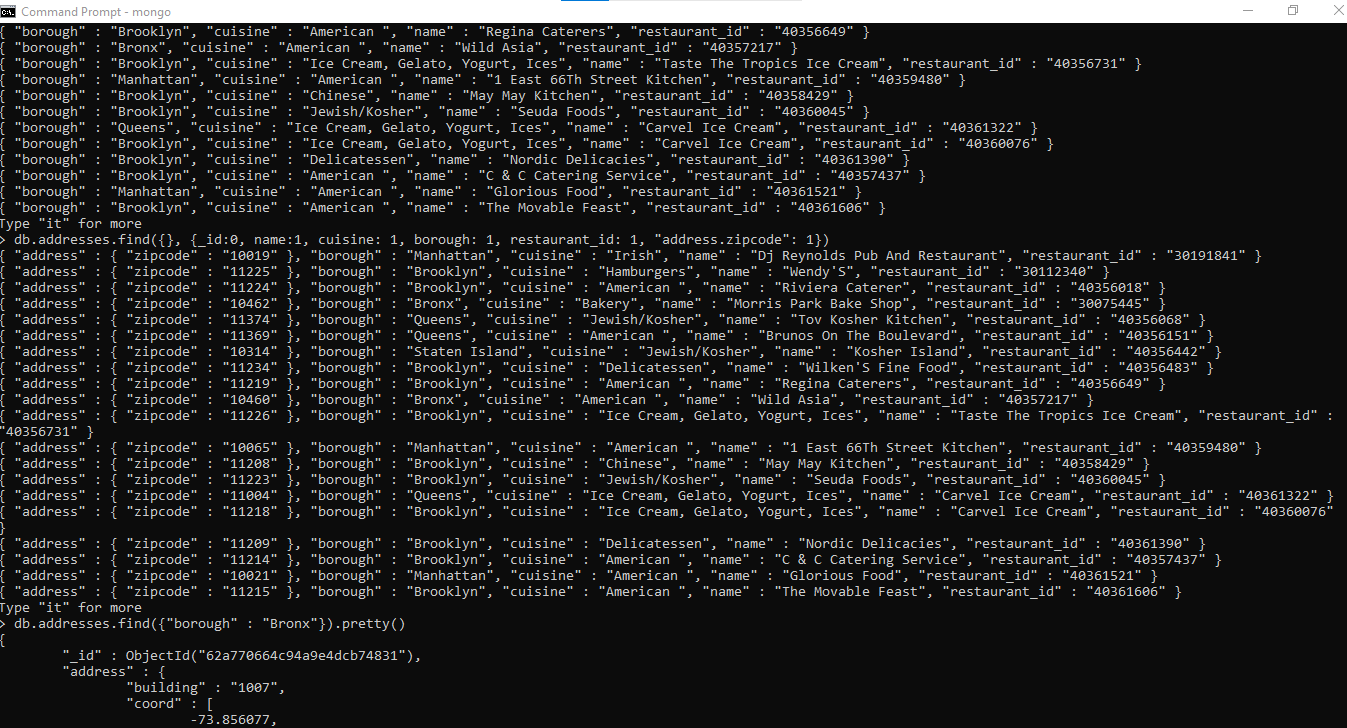 Command Prompt - mongo
{ "borough" : "Brooklyn", "cuisine" : "American ", "name" : "Regina Caterers", "restaurant_id" : "40356649" }
{ "borough" : "Bronx", "cuisine" : "American ", "name" : "Wild Asia", "restaurant_id" : "40357217" }
{ "borough" : "Brooklyn", "cuisine" : "Ice Cream, Gelato, Yogurt, Ices", "name" : "Taste The Tropics Ice Cream", "restaurant_id" : "40356731" }
{ "borough" : "Manhattan", "cuisine" : "American ", "name" : "1 East 66Th Street Kitchen", "restaurant_id" : "40359480" }
{ "borough" : "Brooklyn", "cuisine" : "Chinese", "name" : "May May Kitchen", "restaurant_id" : "40358429" }
{ "borough" : "Brooklyn", "cuisine" : "Jewish/Kosher", "name" : "Seuda Foods", "restaurant_id" : "40360045" }
{ "borough" : "Queens", "cuisine" : "Ice Cream, Gelato, Yogurt, Ices", "name" : "Carvel Ice Cream", "restaurant_id" : "40361322" }
{ "borough" : "Brooklyn", "cuisine" : "Ice Cream, Gelato, Yogurt, Ices", "name" : "Carvel Ice Cream", "restaurant_id" : "40360076" }
{ "borough" : "Brooklyn", "cuisine" : "Delicatessen", "name" : "Nordic Delicacies", "restaurant_id" : "40361390" }
{ "borough" : "Brooklyn", "cuisine" : "American ", "name" : "C & C Catering Service", "restaurant_id" : "40357437" }
{ "borough" : "Manhattan", "cuisine" : "American ", "name" : "Glorious Food", "restaurant_id" : "40361521" }
{ "borough" : "Brooklyn", "cuisine" : "American ", "name" : "The Movable Feast", "restaurant_id" : "40361606" }
Type "it" for more
> db.addresses.find({}, {_id:0, name:1, cuisine: 1, borough: 1, restaurant_id: 1, "address.zipcode": 1})
{ "address" : { "zipcode" : "10019" }, "borough" : "Manhattan", "cuisine" : "Irish", "name" : "Dj Reynolds Pub And Restaurant", "restaurant_id" : "30191841" }
{ "address" : { "zipcode" : "11225" }, "borough" : "Brooklyn", "cuisine" : "Hamburgers", "name" : "Wendy'S", "restaurant_id" : "30112340" }
{ "address" : { "zipcode" : "11224" }, "borough" : "Brooklyn", "cuisine" : "American ", "name" : "Riviera Caterer", "restaurant_id" : "40356018" }
{ "address" : { "zipcode" : "10462" }, "borough" : "Bronx", "cuisine" : "Bakery", "name" : "Morris Park Bake Shop", "restaurant_id" : "30075445" }
{ "address" : { "zipcode" : "11374" }, "borough" : "Queens", "cuisine" : "Jewish/Kosher", "name" : "Tov Kosher Kitchen", "restaurant_id" : "40356068" }
{ "address" : { "zipcode" : "11369" }, "borough" : "Queens", "cuisine" : "American ", "name" : "Brunos On The Boulevard", "restaurant_id" : "40356151" }
{ "address" : { "zipcode" : "10314" }, "borough" : "Staten Island", "cuisine" : "Jewish/Kosher", "name" : "Kosher Island", "restaurant_id" : "40356442" }
{ "address" : { "zipcode" : "11234" }, "borough" : "Brooklyn", "cuisine" : "Delicatessen", "name" : "Wilken'S Fine Food", "restaurant_id" : "40356483" }
{ "address" : { "zipcode" : "11219" }, "borough" : "Brooklyn", "cuisine" : "American ", "name" : "Regina Caterers", "restaurant_id" : "40356649" }
{ "address" : { "zipcode" : "10460" }, "borough" : "Bronx", "cuisine" : "American ", "name" : "Wild Asia", "restaurant_id" : "40357217" }
{ "address" : { "zipcode" : "11226" }, "borough" : "Brooklyn", "cuisine" : "Ice Cream, Gelato, Yogurt, Ices", "name" : "Taste The Tropics Ice Cream", "restaurant_id" :
"40356731" }
{ "address" : { "zipcode" : "10065" }, "borough" : "Manhattan", "cuisine" : "American ", "name" : "1 East 66Th Street Kitchen", "restaurant_id" : "40359480" }
{ "address" : { "zipcode" : "11208" }, "borough" : "Brooklyn", "cuisine" : "Chinese", "name" : "May May Kitchen", "restaurant_id" : "40358429" }
{ "address" : { "zipcode" : "11223" }, "borough" : "Brooklyn", "cuisine" : "Jewish/Kosher", "name" : "Seuda Foods", "restaurant_id" : "40360045" }
{ "address" : { "zipcode" : "11004" }, "borough" : "Queens", "cuisine" : "Ice Cream, Gelato, Yogurt, Ices", "name" : "Carvel Ice Cream", "restaurant_id" : "40361322" }
{ "address" : { "zipcode" : "11218" }, "borough" : "Brooklyn", "cuisine" : "Ice Cream, Gelato, Yogurt, Ices", "name" : "Carvel Ice Cream", "restaurant_id" : "40360076"
}
{ "address" : { "zipcode" : "11209" }, "borough" : "Brooklyn", "cuisine" : "Delicatessen", "name" : "Nordic Delicacies", "restaurant_id" : "40361390" }
{ "address" : { "zipcode" : "11214" }, "borough" : "Brooklyn", "cuisine" : "American ", "name" : "C & C Catering Service", "restaurant_id" : "40357437" }
{ "address" : { "zipcode" : "10021" }, "borough" : "Manhattan", "cuisine" : "American ", "name" : "Glorious Food", "restaurant_id" : "40361521" }
{ "address" : { "zipcode" : "11215" }, "borough" : "Brooklyn", "cuisine" : "American ", "name" : "The Movable Feast", "restaurant_id" : "40361606" }
Type "it" for more
> db.addresses.find({"borough" : "Bronx"}).pretty()
{
"_id" : ObjectId("62a770664c94a9e4dcb74831"),
"address" : {
"building" : "1007",
"coord" : [
-73.856077,